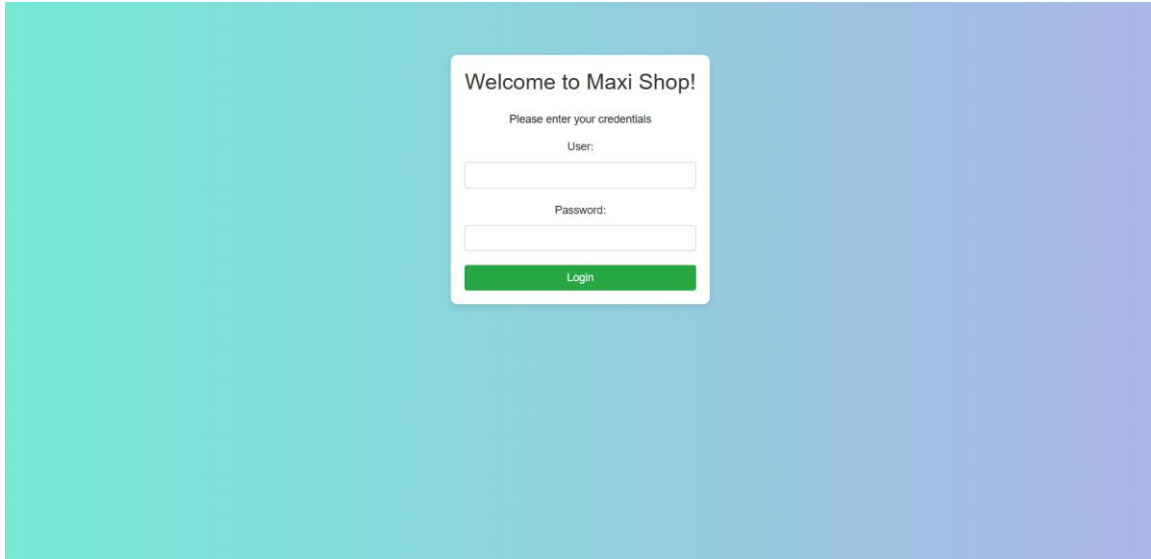 Welcome to Maxi Shop!
Please enter your credentials
User:
Password:
Login